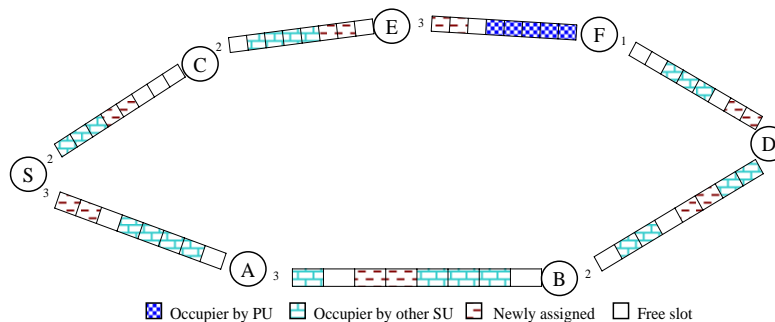 E
3
F
2
1
C
2
D
S
3
A
3
B
2
Occupier by PU Occupier by other SU Newly assigned Free slot